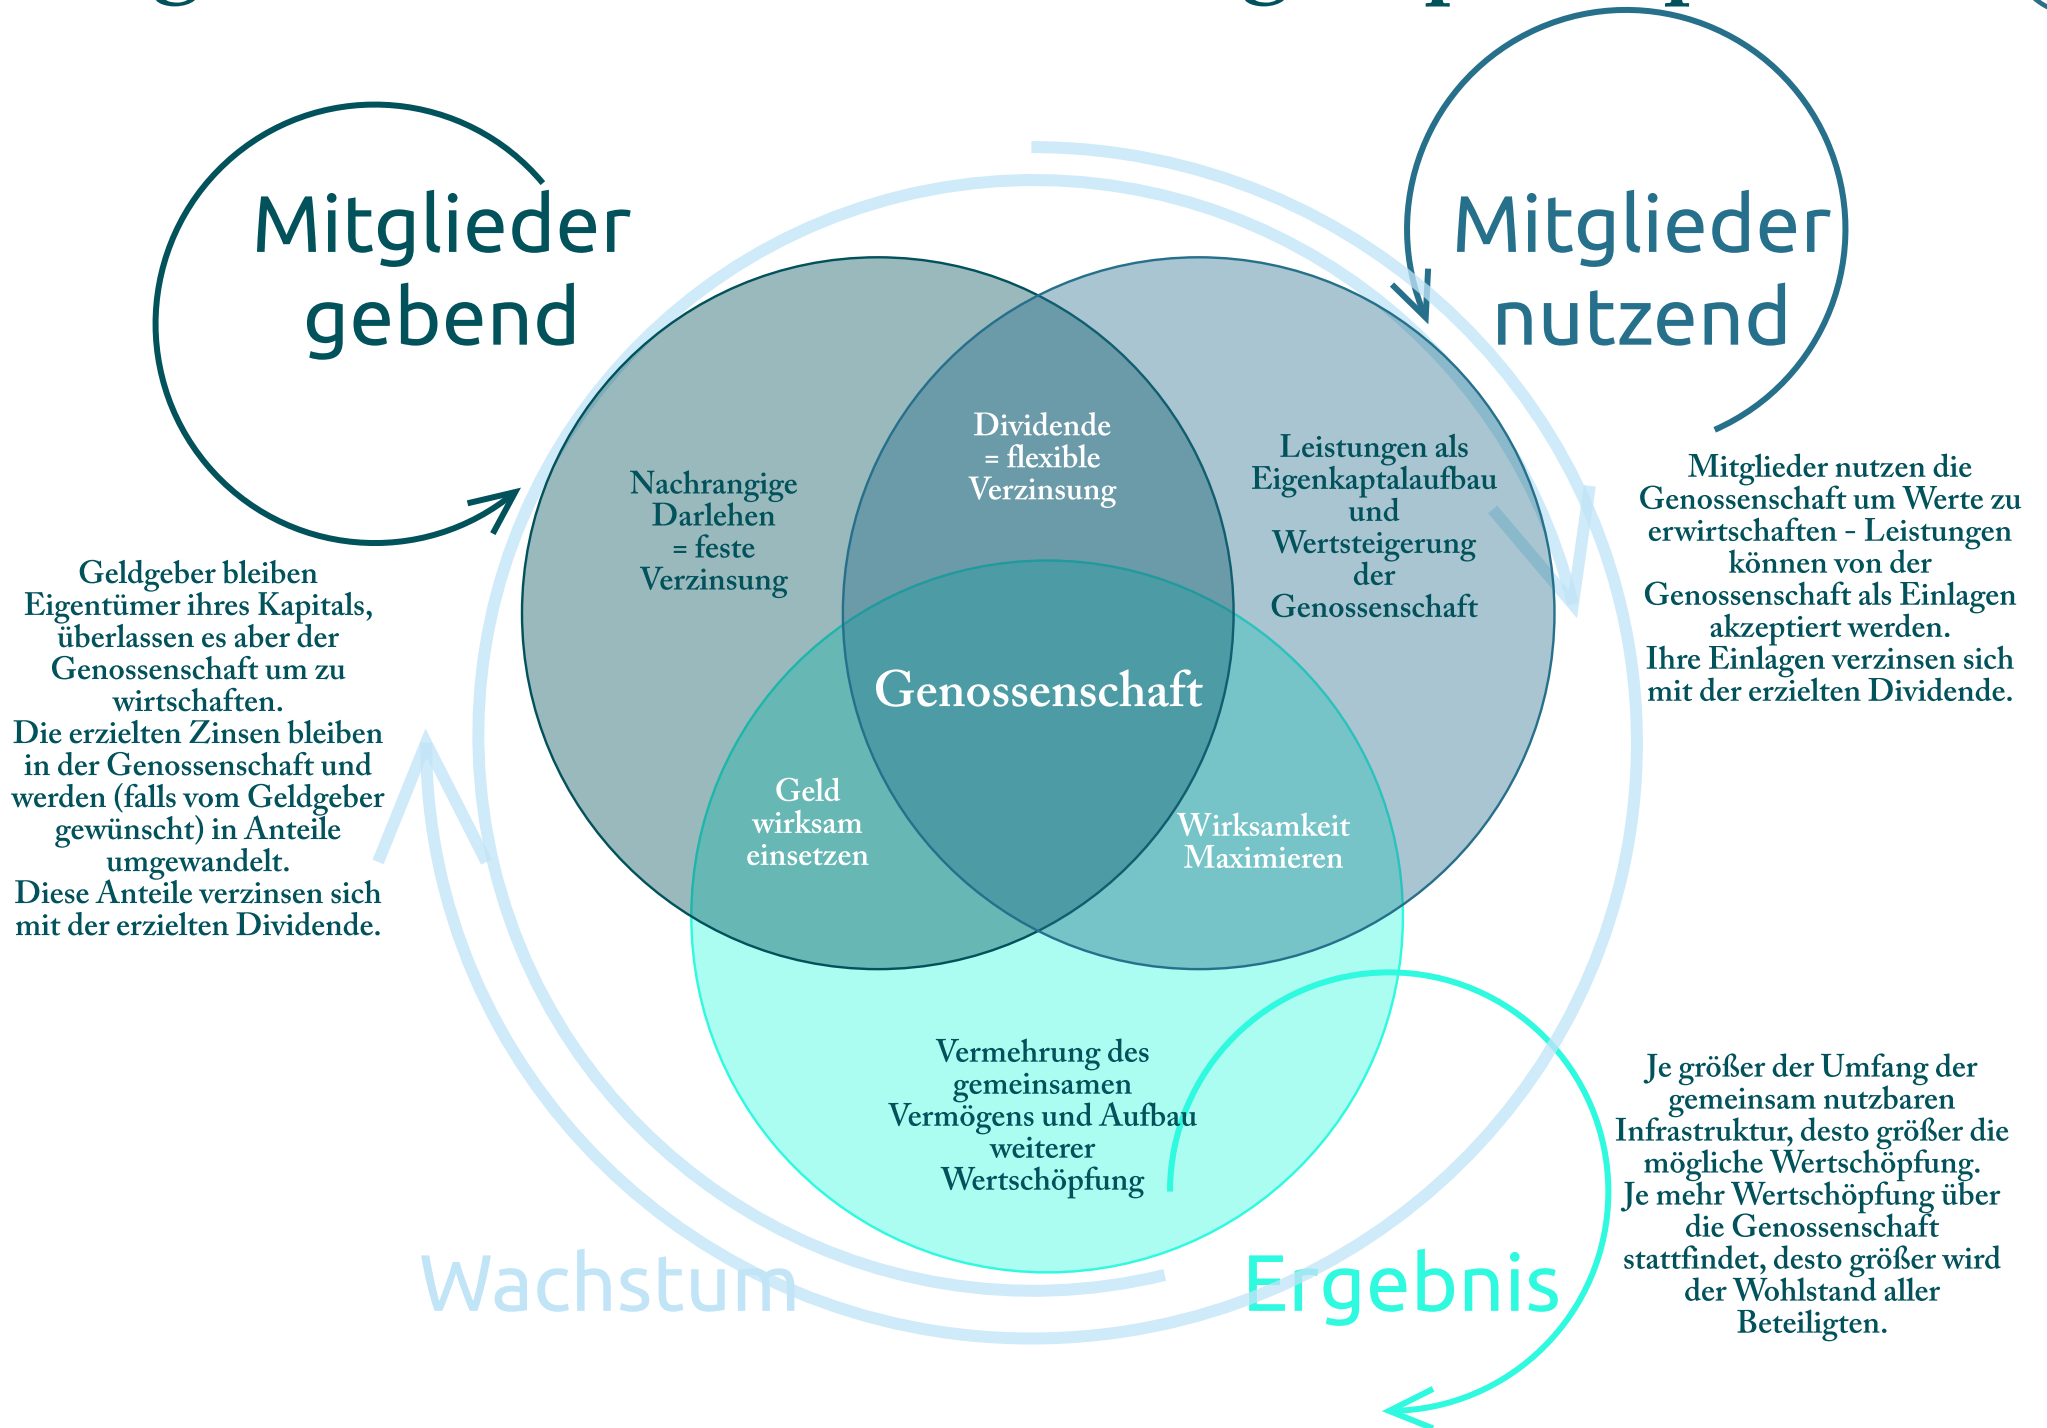 Mitglieder
gebend
Mitglieder
nutzend
Dividende
= flexible
Verzinsung
Nachrangige
Darlehen
= feste
Verzinsung
Leistungen als
Eigenkaptalaufbau
und
Wertsteigerung
der
Genossenschaft
Mitglieder nutzen die
Genossenschaft um Werte zu
erwirtschaften - Leistungen
können von der
Genossenschaft als Einlagen
akzeptiert werden.
Ihre Einlagen verzinsen sich
mit der erzielten Dividende.
Geldgeber bleiben
Eigentümer ihres Kapitals,
überlassen es aber der
Genossenschaft um zu
wirtschaften.
Die erzielten Zinsen bleiben
in der Genossenschaft und
werden (falls vom Geldgeber
gewünscht) in Anteile
umgewandelt.
Diese Anteile verzinsen sich
mit der erzielten Dividende.
Genossenschaft
Geld
wirksam
einsetzen
Wirksamkeit
Maximieren
Vermehrung des
gemeinsamen
Vermögens und Aufbau
weiterer
Wertschöpfung
Je größer der Umfang der
gemeinsam nutzbaren
Infrastruktur, desto größer die
mögliche Wertschöpfung.
Je mehr Wertschöpfung über
die Genossenschaft
stattfindet, desto größer wird
der Wohlstand aller
Beteiligten.
Wachstum
Ergebnis